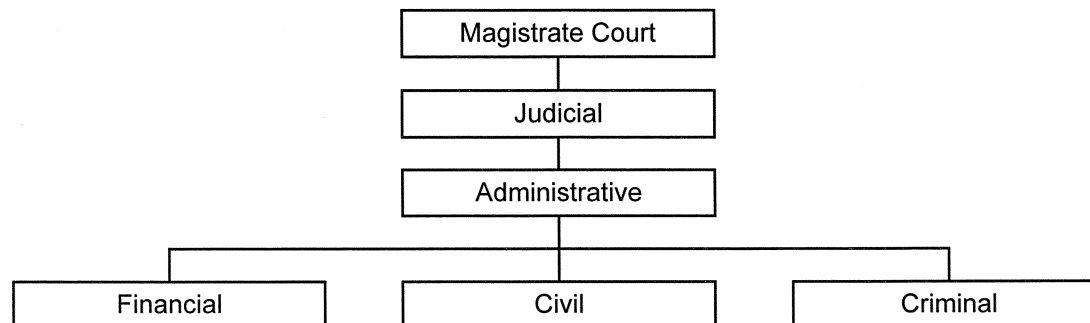 Magistrate Court
Judicial
Administrative
Financial
Civil
Criminal